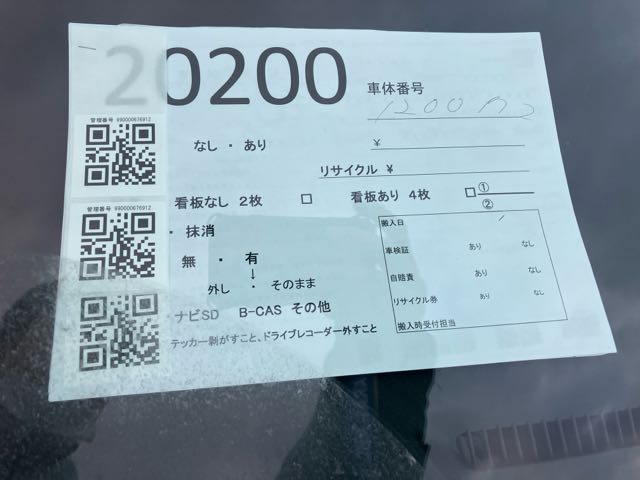 20200
車体番号
1200
管理番号 990000676912
なし ・ あり
¥
リサイクル ¥
管理番号 990000676912
看板なし 2枚 □ 看板あり 4枚 □①
②
・ 抹消
無 ・ 有
↓
外し ・ そのまま
ナビSD B-CAS その他
テッカー剝がすこと、ドライブレコーダー外すこと
搬入日 /
車検証 あり なし
自賠責 あり なし
リサイクル券 あり なし
搬入時受付担当